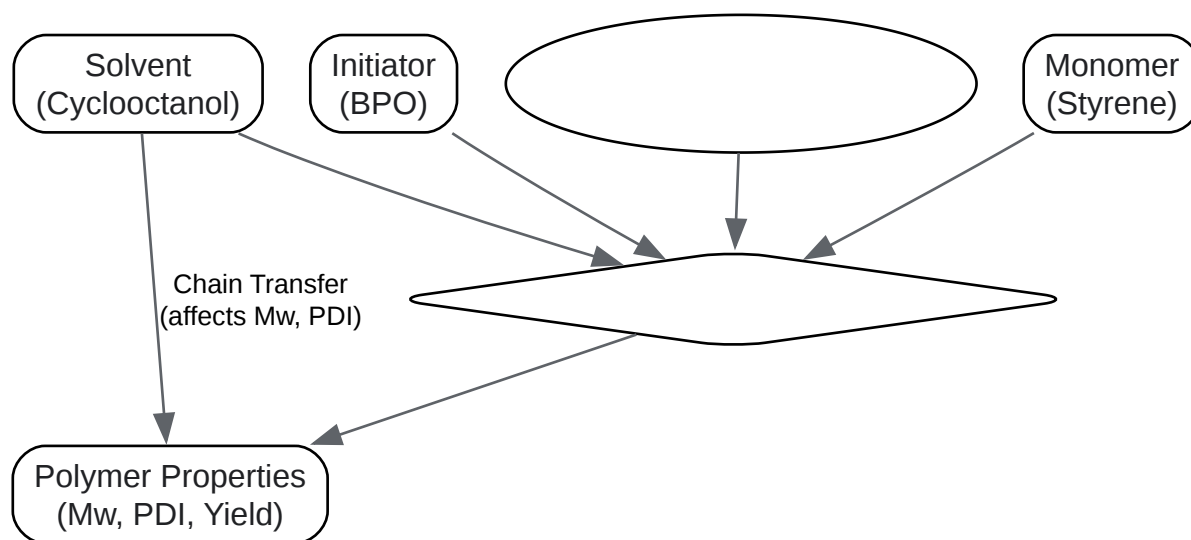 Solvent
(Cyclooctanol)
Initiator
(BPO)
Monomer
(Styrene)
Chain Transfer
(affects Mw, PDI)
Polymer Properties
(Mw, PDI, Yield)